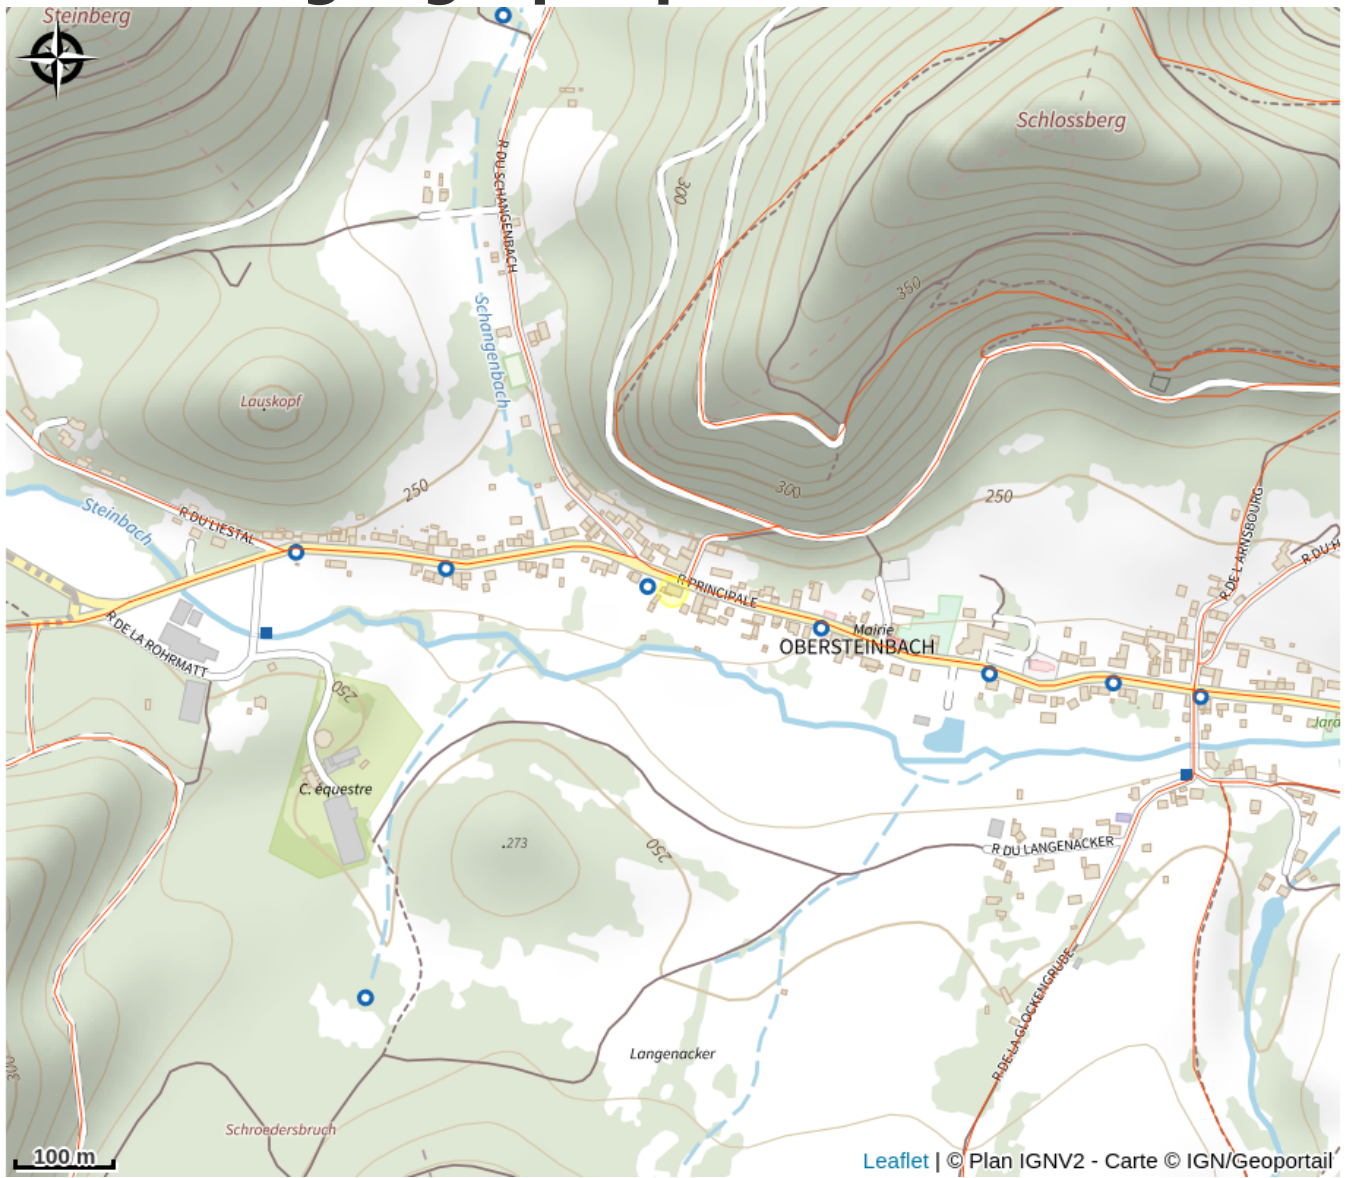 Steinberg
Schlossberg
R DU SCHANGENBACH
300
350
Schangenbach
Lauskopf
250
300
250
Steinbach
R DU LIESTAL
R DE L'ARNSBOURG
R DU H
R PRINCIPALE
Mairie
OBERSTEINBACH
R DE LA ROHRMATT
250
Jara
C. équestre
.273
250
R DU LANGENACKER
R DE LA GLOCKENGRUBE
Langenacker
300
Schroedersbruch
100 m
Leaflet | © Plan IGNV2 - Carte © IGN/Geoportail